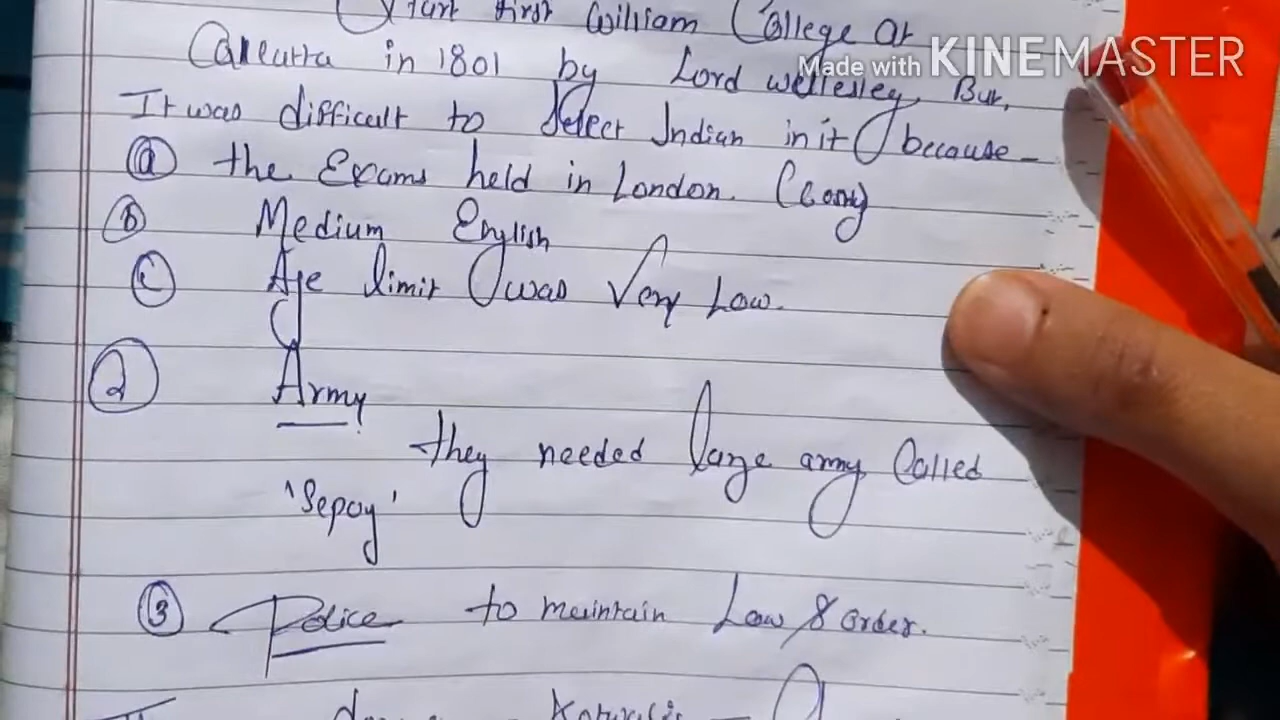 Start first William College at
Calcutta in 1801 by Lord Wellesley. But,
It was difficult to select Indian in it because -
(a) the Exams held in London.
(b) Medium English
(c) Age limit was Very Low.
(2) Army
they needed large army Called
'Sepoy'
(3) Police to maintain Law & order.
Made with KINEMASTER